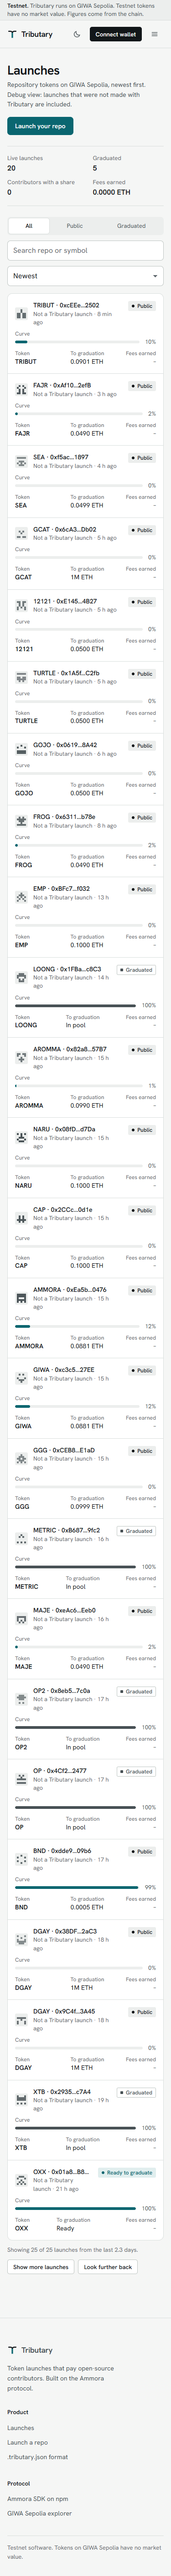 Testnet. Tributary runs on GIWA Sepolia. Testnet tokens
have no market value. Figures come from the chain.
Tributary
Connect wallet
Launches
Repository tokens on GIWA Sepolia, newest first.
Debug view: launches that were not made with
Tributary are included.
Launch your repo
Live launches
Graduated
20
5
Contributors with a share
Fees earned
0
0.0000 ETH
All
Public
Graduated
Search repo or symbol
Newest
TRIBUT · 0xcEEe...2502
Public
Not a Tributary launch · 8 min
ago
Curve
10%
Token
To graduation
Fees earned
TRIBUT
0.0901 ETH
–
FAJR · 0xAf10...2efB
Public
Not a Tributary launch · 3 h ago
Curve
2%
Token
To graduation
Fees earned
FAJR
0.0490 ETH
–
SEA · 0xf5ac...1897
Public
Not a Tributary launch · 4 h ago
Curve
0%
Token
To graduation
Fees earned
SEA
0.0499 ETH
–
GCAT · 0x6cA3...Db02
Public
Not a Tributary launch · 5 h ago
Curve
0%
Token
To graduation
Fees earned
GCAT
1M ETH
–
12121 · 0xE145...4B27
Public
Not a Tributary launch · 5 h ago
Curve
0%
Token
To graduation
Fees earned
12121
0.0500 ETH
–
TURTLE · 0x1A5f...C2fb
Public
Not a Tributary launch · 5 h ago
Curve
0%
Token
To graduation
Fees earned
TURTLE
0.0500 ETH
–
GOJO · 0x0619...8A42
Public
Not a Tributary launch · 6 h ago
Curve
0%
Token
To graduation
Fees earned
GOJO
0.0500 ETH
–
FROG · 0x6311...b78e
Public
Not a Tributary launch · 8 h ago
Curve
2%
Token
To graduation
Fees earned
FROG
0.0490 ETH
–
EMP · 0xBFc7...f032
Public
Not a Tributary launch · 13 h
ago
Curve
0%
Token
To graduation
Fees earned
EMP
0.1000 ETH
–
LOONG · 0x1FBa...c8C3
Graduated
Not a Tributary launch · 14 h
ago
Curve
100%
Token
To graduation
Fees earned
LOONG
In pool
–
AROMMA · 0x82a8...57B7
Public
Not a Tributary launch · 15 h
ago
Curve
1%
Token
To graduation
Fees earned
AROMMA
0.0990 ETH
–
NARU · 0x08fD...d7Da
Public
Not a Tributary launch · 15 h
ago
Curve
0%
Token
To graduation
Fees earned
NARU
0.1000 ETH
–
CAP · 0x2CCc...0d1e
Public
Not a Tributary launch · 15 h
ago
Curve
0%
Token
To graduation
Fees earned
CAP
0.1000 ETH
–
AMMORA · 0xEa5b...0476
Public
Not a Tributary launch · 15 h
ago
Curve
12%
Token
To graduation
Fees earned
AMMORA
0.0881 ETH
–
GIWA · 0xc3c5...27EE
Public
Not a Tributary launch · 15 h
ago
Curve
12%
Token
To graduation
Fees earned
GIWA
0.0881 ETH
–
GGG · 0xCEB8...E1aD
Public
Not a Tributary launch · 15 h
ago
Curve
0%
Token
To graduation
Fees earned
GGG
0.0999 ETH
–
METRIC · 0xB687...9fc2
Graduated
Not a Tributary launch · 16 h
ago
Curve
100%
Token
To graduation
Fees earned
METRIC
In pool
–
MAJE · 0xeAc6...Eeb0
Public
Not a Tributary launch · 16 h
ago
Curve
2%
Token
To graduation
Fees earned
MAJE
0.0490 ETH
–
OP2 · 0x8eb5...7c0a
Graduated
Not a Tributary launch · 17 h
ago
Curve
100%
Token
To graduation
Fees earned
OP2
In pool
–
OP · 0x4Cf2...2477
Graduated
Not a Tributary launch · 17 h
ago
Curve
100%
Token
To graduation
Fees earned
OP
In pool
–
BND · 0xdde9...09b6
Public
Not a Tributary launch · 17 h
ago
Curve
99%
Token
To graduation
Fees earned
BND
0.0005 ETH
–
DGAY · 0x38DF...2aC3
Public
Not a Tributary launch · 18 h
ago
Curve
0%
Token
To graduation
Fees earned
DGAY
1M ETH
–
DGAY · 0x9C4f...3A45
Public
Not a Tributary launch · 18 h
ago
Curve
0%
Token
To graduation
Fees earned
DGAY
1M ETH
–
XTB · 0x2935...c7A4
Graduated
Not a Tributary launch · 19 h
ago
Curve
100%
Token
To graduation
Fees earned
XTB
In pool
–
OXX · 0x01a8...B8...
Ready to graduate
Not a Tributary
launch · 21 h ago
Curve
100%
Token
To graduation
Fees earned
OXX
Ready
–
Showing 25 of 25 launches from the last 2.3 days.
Show more launches
Look further back
Tributary
Token launches that pay open-source
contributors. Built on the Ammora
protocol.
Product
Launches
Launch a repo
.tributary.json format
Protocol
Ammora SDK on npm
GIWA Sepolia explorer
Testnet software. Tokens on GIWA Sepolia have no market
value.